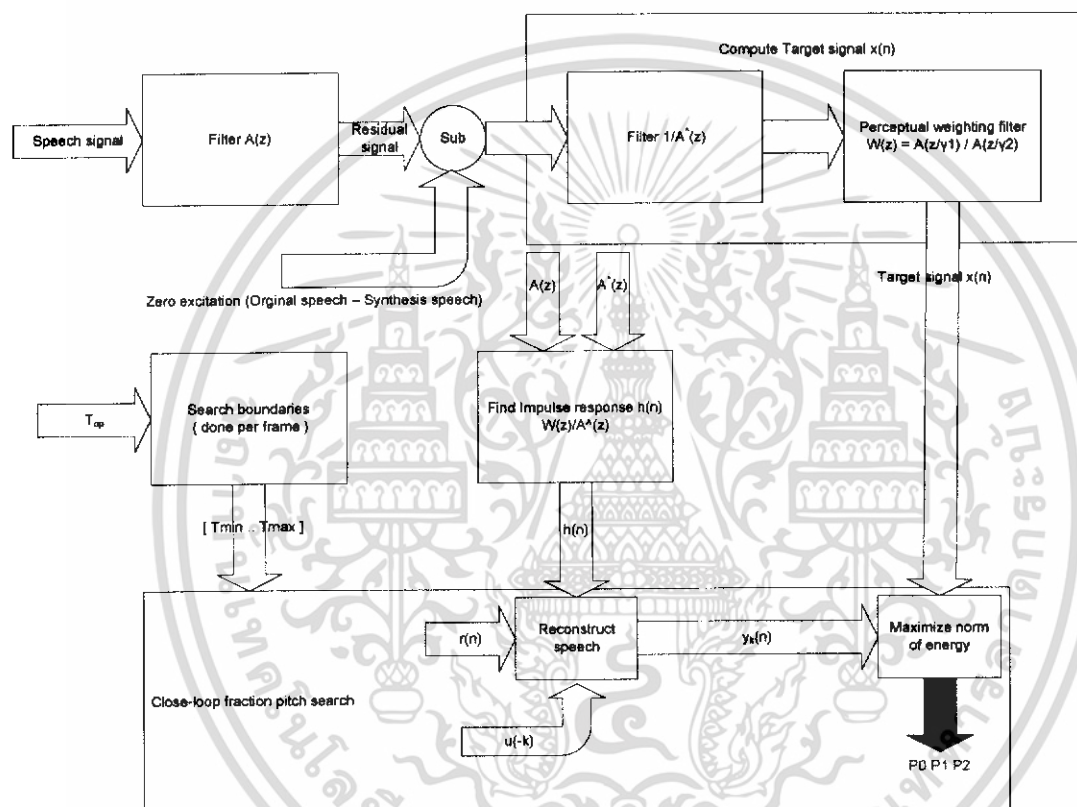 Compute Target signal x(n)
Speech signal
Filter A(z)
Residual
signal
Sub
Filter 1/A^(z)
Perceptual weighting filter
W(z) = A(z/γ1) / A(z/γ2)
Zero excitation (Orginal speech – Synthesis speech)
A(z)
A^(z)
Target signal x(n)
Top
Search boundaries
( done per frame )
Find Impulse response h(n)
W(z)/A^(z)
[ Tmin .. Tmax ]
h(n)
r(n)
Reconstruct
speech
yk(n)
Maximize norm
of energy
Close-loop fraction pitch search
u(-k)
P0 P1 P2